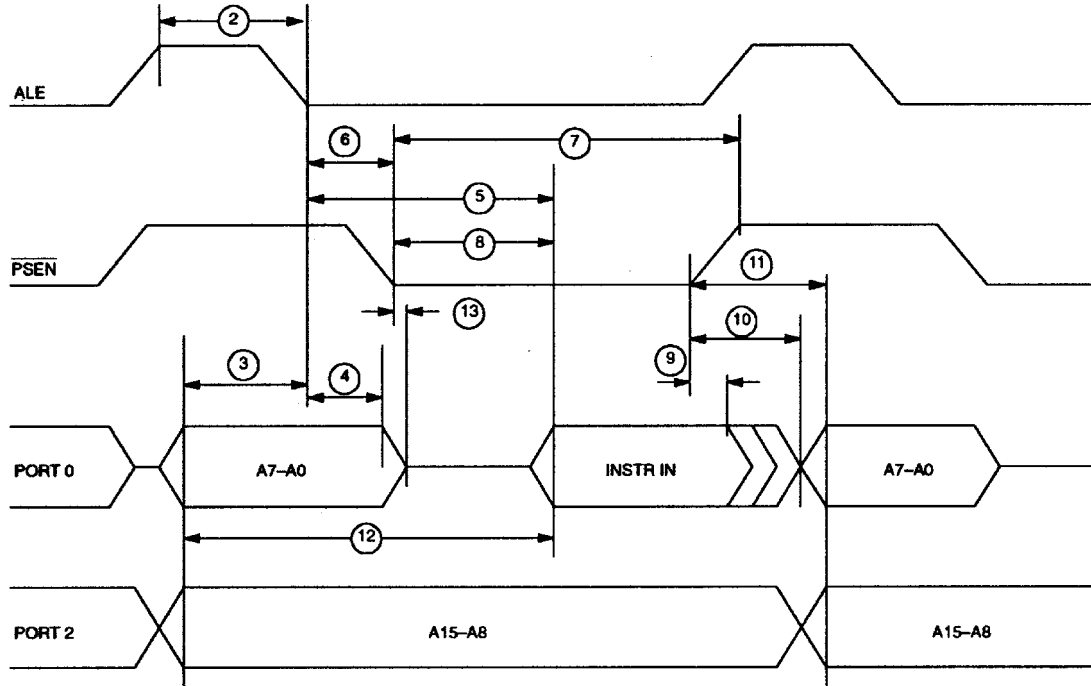 2
ALE
6
7
5
PSEN
8
11
13
10
3
4
9
PORT 0
A7–A0
INSTR IN
A7–A0
12
PORT 2
A15–A8
A15–A8